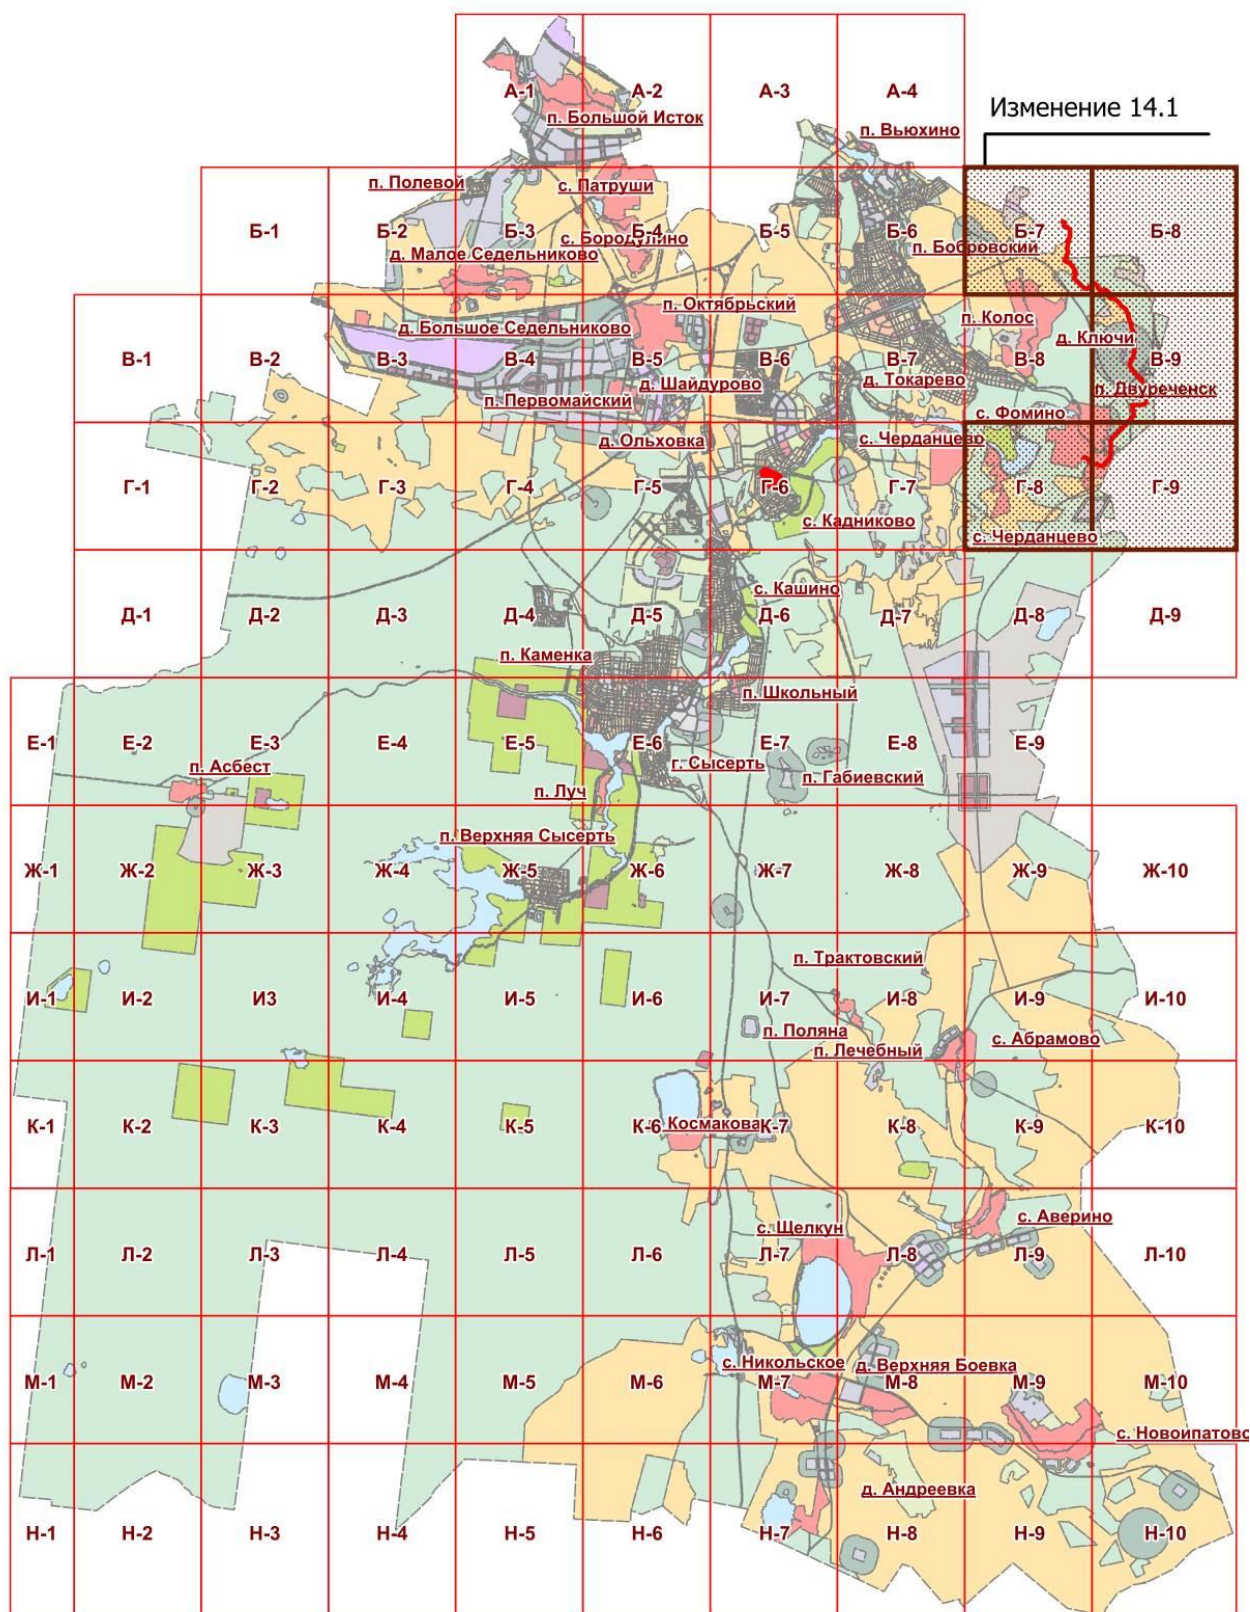 А-1
А-2
А-3
А-4
п. Большой Исток
п. Вьюхино
Изменение 14.1
п. Полевой
с. Патруши
Б-1
Б-2
Б-3
Б-4
Б-5
Б-6
Б-7
Б-8
с. Бородулино
п. Бобровский
д. Малое Седельниково
п. Октябрьский
п. Колос
д. Большое Седельниково
д. Ключи
В-1
В-2
В-3
В-4
В-5
В-6
В-7
В-8
В-9
д. Шайдурово
д. Токарево
п. Двуреченск
п. Первомайский
с. Фомино
д. Ольховка
с. Черданцево
Г-1
Г-2
Г-3
Г-4
Г-5
Г-6
Г-7
Г-8
Г-9
с. Кадниково
с. Черданцево
с. Кашино
Д-1
Д-2
Д-3
Д-4
Д-5
Д-6
Д-7
Д-8
Д-9
п. Каменка
п. Школьный
Е-1
Е-2
Е-3
Е-4
Е-5
Е-6
Е-7
Е-8
Е-9
п. Асбест
г. Сысерть
п. Габиевский
п. Луч
п. Верхняя Сысерть
Ж-1
Ж-2
Ж-3
Ж-4
Ж-5
Ж-6
Ж-7
Ж-8
Ж-9
Ж-10
п. Трактовский
И-1
И-2
И3
И-4
И-5
И-6
И-7
И-8
И-9
И-10
п. Поляна
с. Абрамово
п. Лечебный
К-1
К-2
К-3
К-4
К-5
К-6
Космакова
К-7
К-8
К-9
К-10
с. Щелкун
с. Аверино
Л-1
Л-2
Л-3
Л-4
Л-5
Л-6
Л-7
Л-8
Л-9
Л-10
с. Никольское
д. Верхняя Боевка
М-1
М-2
М-3
М-4
М-5
М-6
М-7
М-8
М-9
М-10
с. Новоипатово
д. Андреевка
Н-1
Н-2
Н-3
Н-4
Н-5
Н-6
Н-7
Н-8
Н-9
Н-10